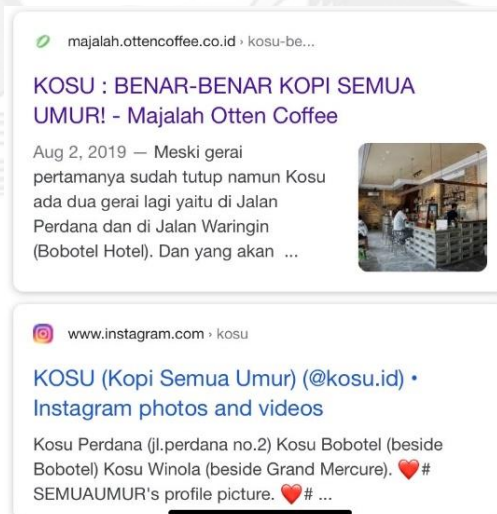 majalah.ottencoffee.co.id › kosu-be...
KOSU : BENAR-BENAR KOPI SEMUA
UMUR! - Majalah Otten Coffee
Aug 2, 2019 — Meski gerai
pertamanya sudah tutup namun Kosu
ada dua gerai lagi yaitu di Jalan
Perdana dan di Jalan Waringin
(Bobotel Hotel). Dan yang akan ...
www.instagram.com › kosu
KOSU (Kopi Semua Umur) (@kosu.id) •
Instagram photos and videos
Kosu Perdana (jl.perdana no.2) Kosu Bobotel (beside
Bobotel) Kosu Winola (beside Grand Mercure). ❤️#
SEMUAUMUR's profile picture. ❤️# ...